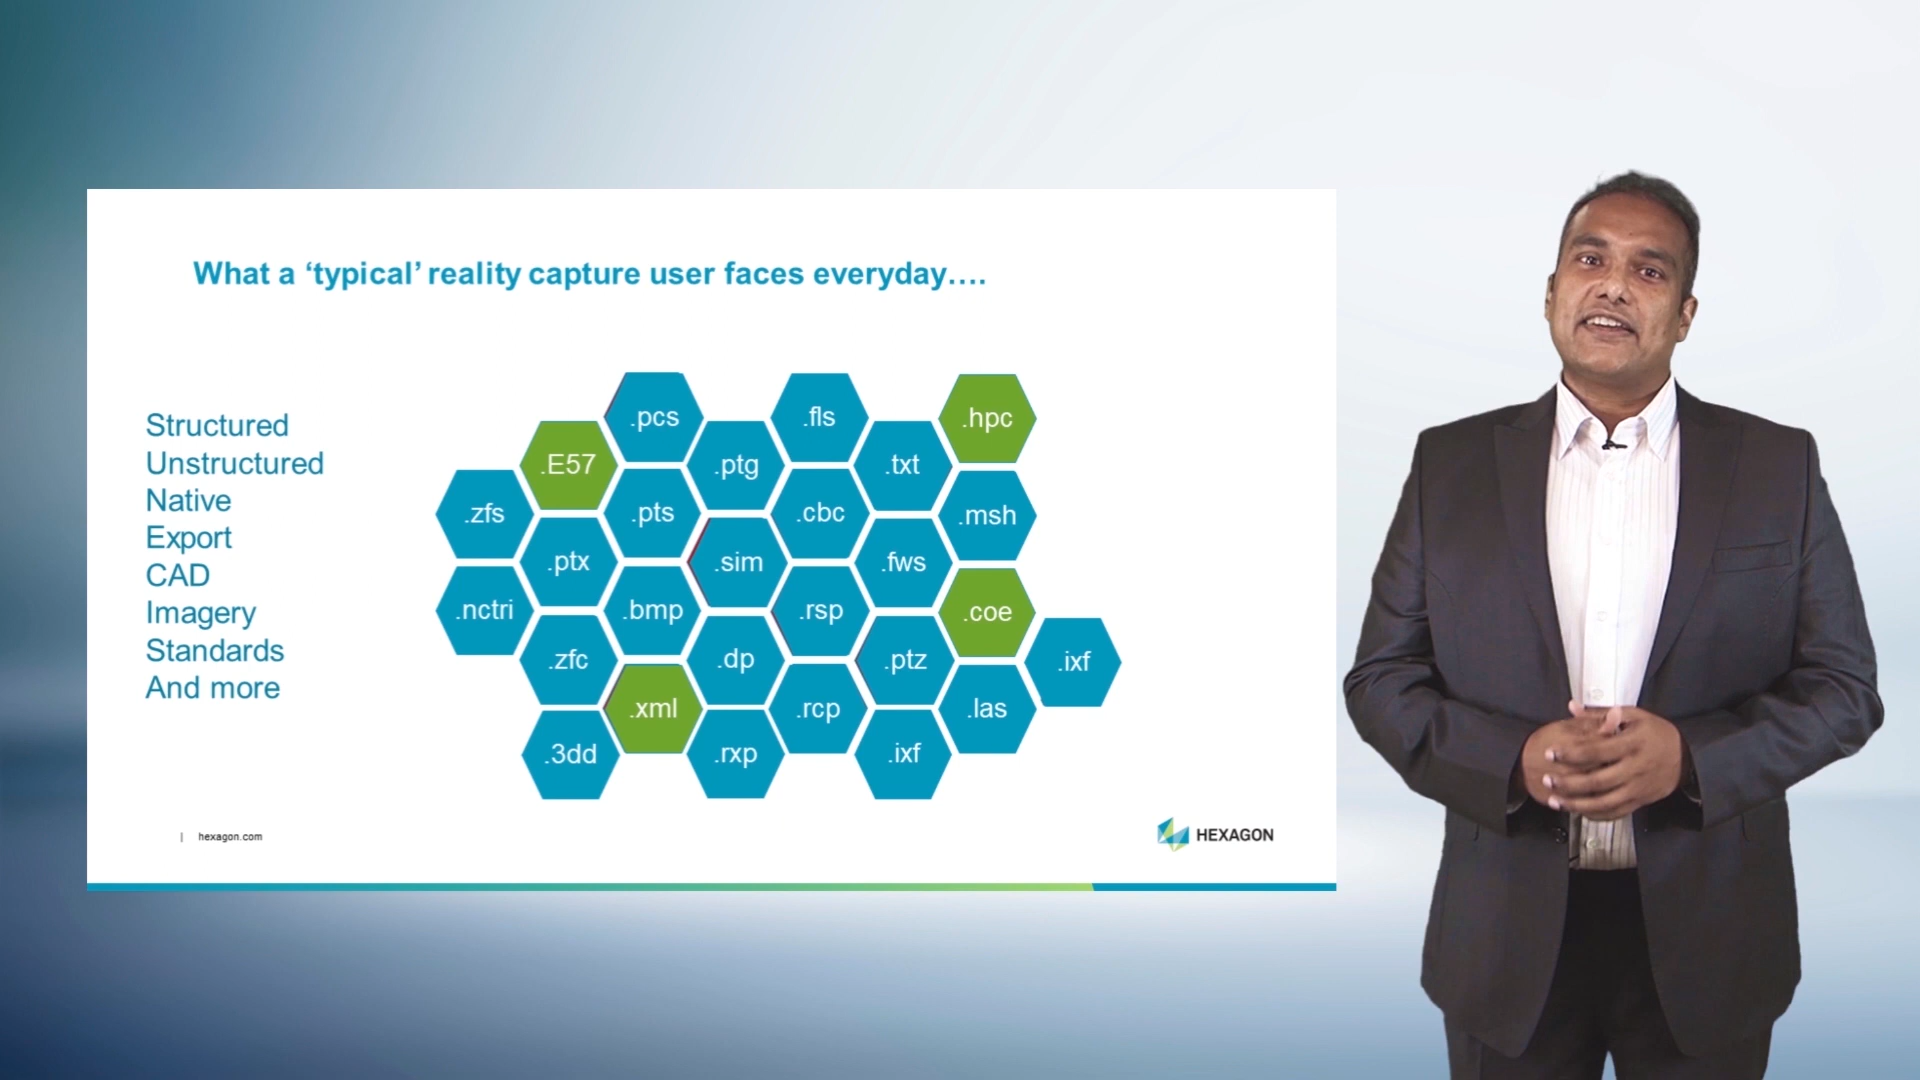 What a ‘typical’ reality capture user faces everyday….
Structured
Unstructured
Native
Export
CAD
Imagery
Standards
And more
.pcs
.fls
.hpc
.E57
.ptg
.txt
.zfs
.pts
.cbc
.msh
.ptx
.sim
.fws
.nctri
.bmp
.rsp
.coe
.zfc
.dp
.ptz
.ixf
.xml
.rcp
.las
.3dd
.rxp
.ixf
| hexagon.com
HEXAGON